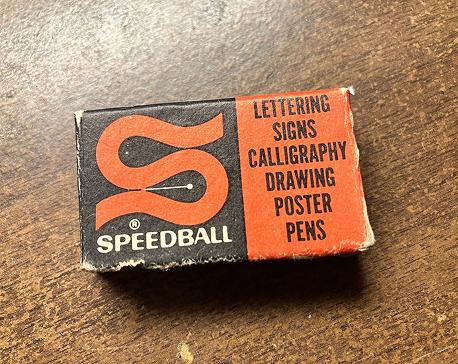 ®
SPEEDBALL
LETTERING
SIGNS
CALLIGRAPHY
DRAWING
POSTER
PENS